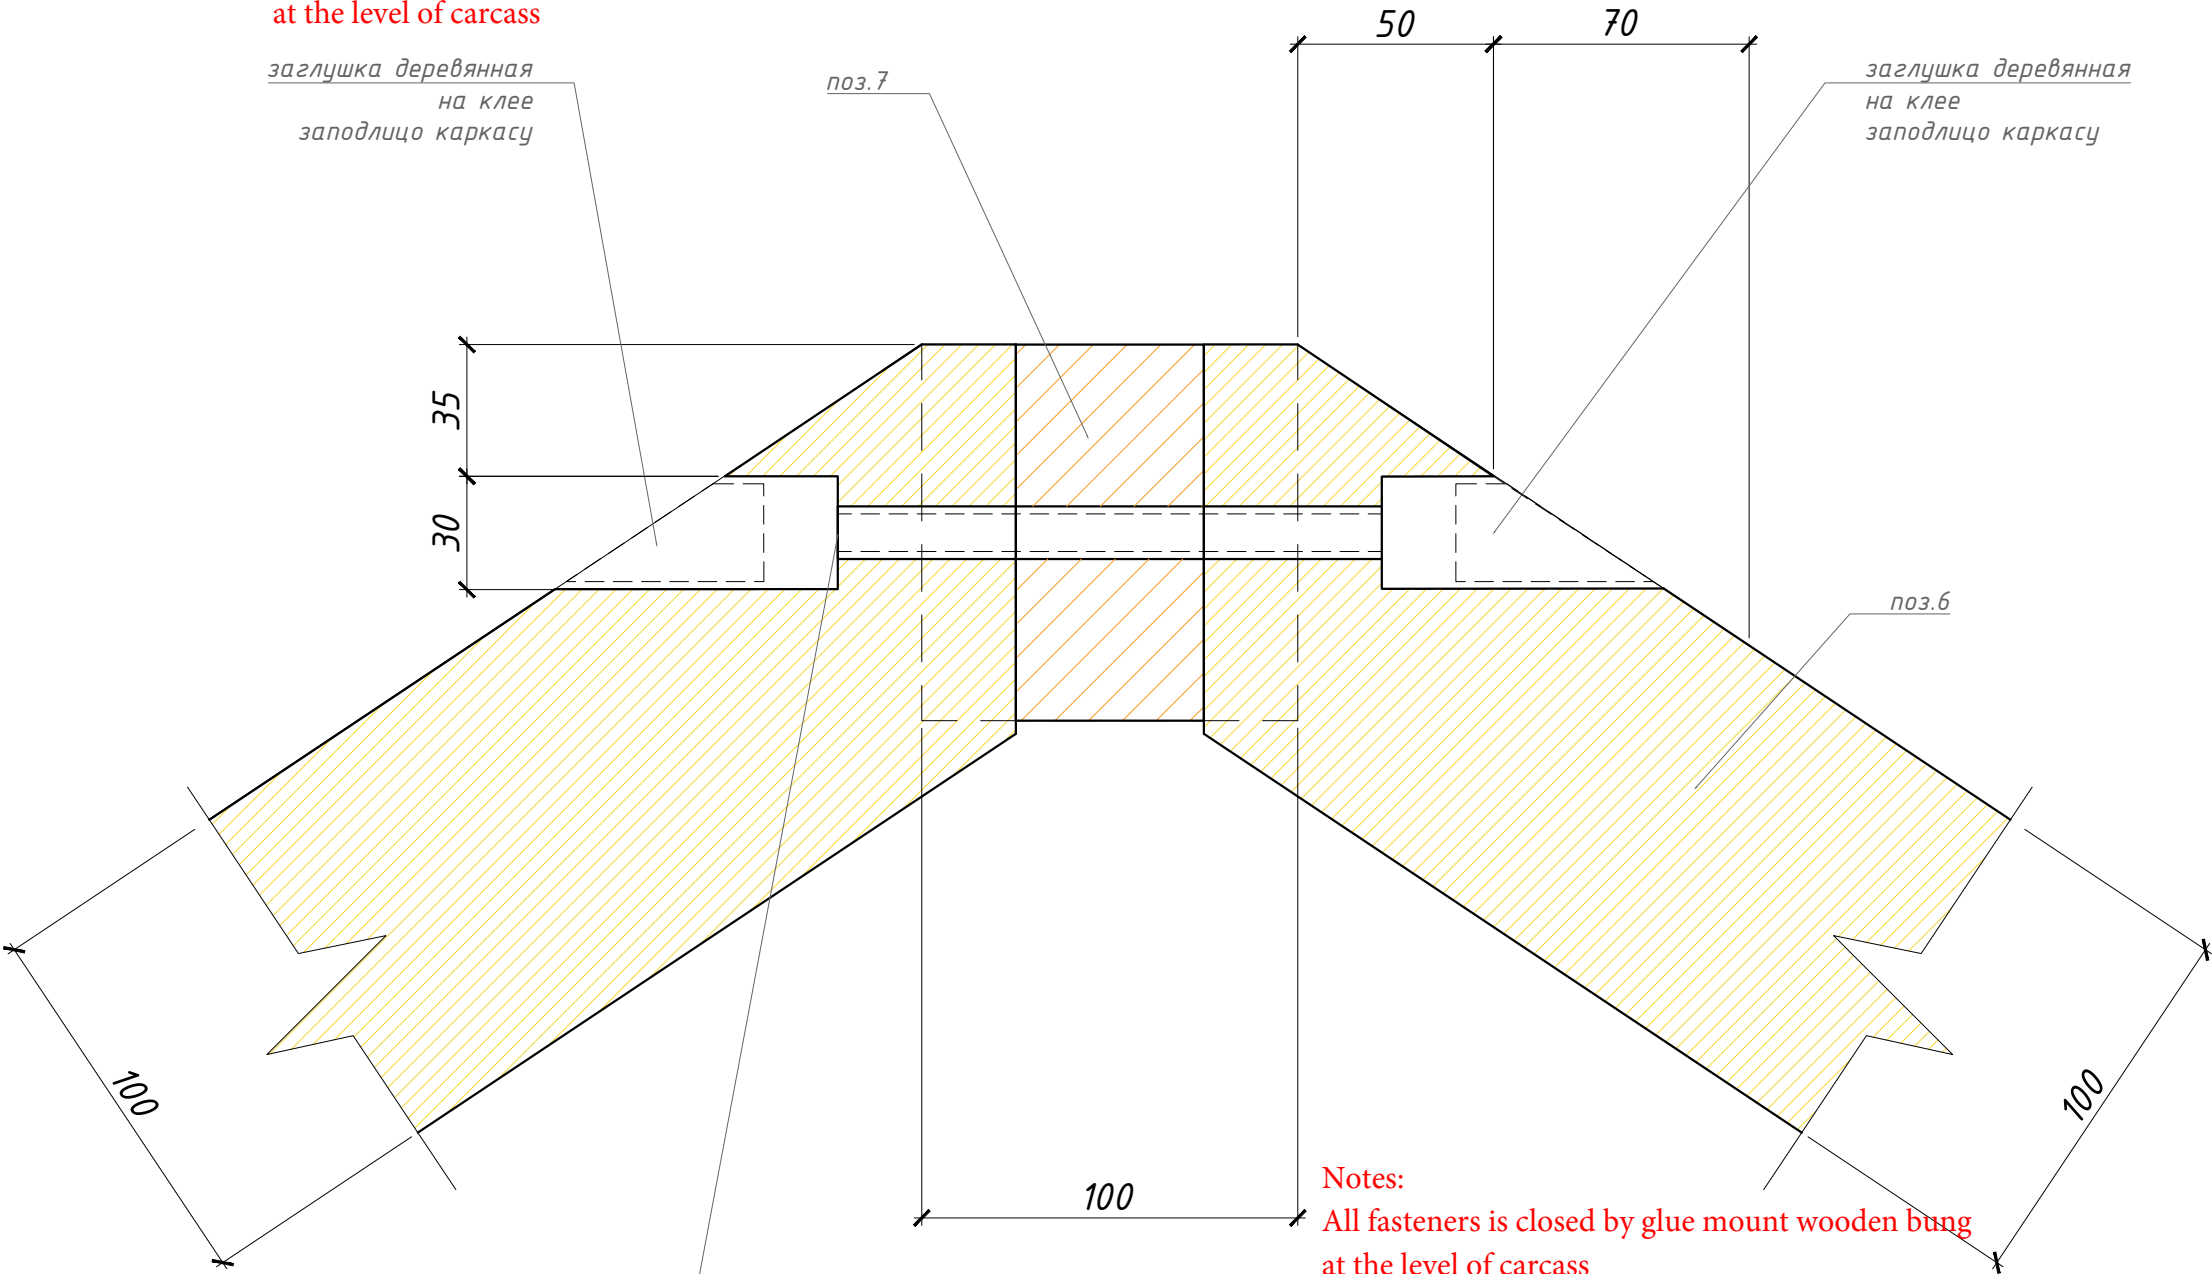 at the level of carcass
50
70
заглушка деревянная
на клее
заподлицо каркасу
поз.7
заглушка деревянная
на клее
заподлицо каркасу
35
30
поз.6
100
100
100
Notes:
All fasteners is closed by glue mount wooden bung
at the level of carcass